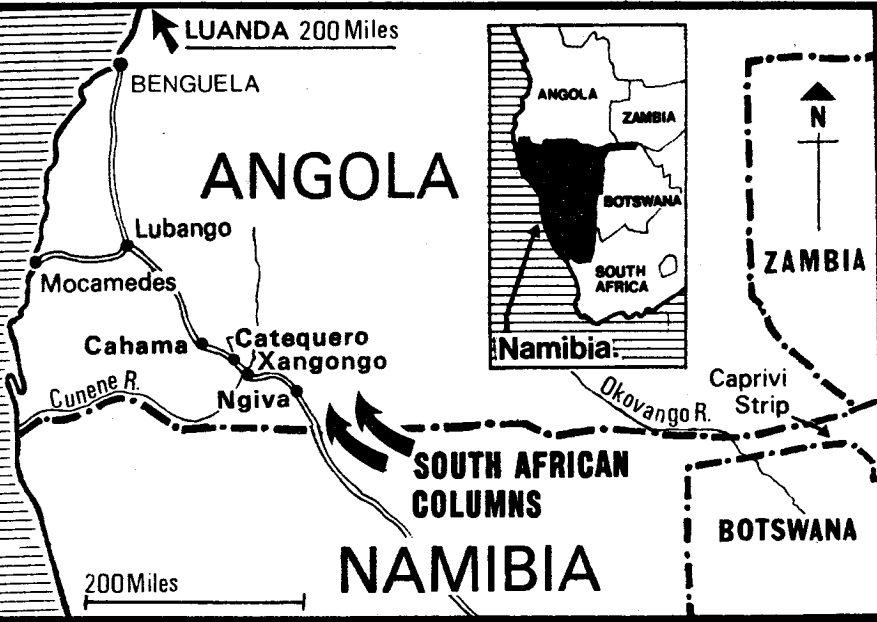 LUANDA 200 Miles
BENGUELA
ANGOLA
Lubango
Mocamedes
Cahama
Catequero
Xangongo
Ngiva
Cunene R.
SOUTH AFRICAN
COLUMNS
NAMIBIA
200 Miles
ANGOLA
ZAMBIA
BOTSWANA
SOUTH
AFRICA
Namibia
N
ZAMBIA
Okovango R.
Caprivi
Strip
BOTSWANA